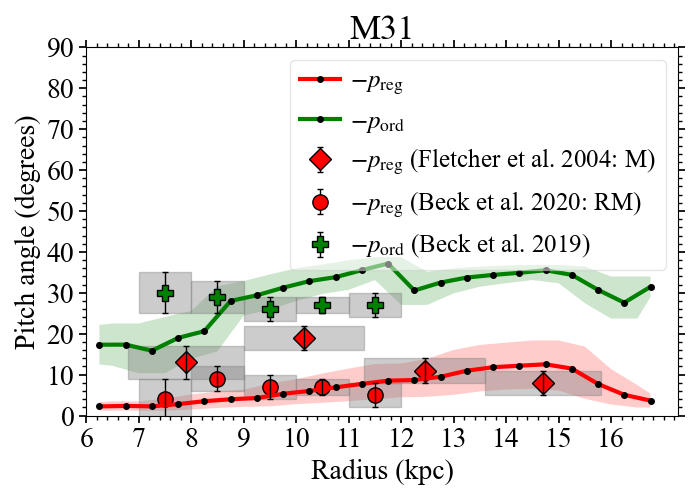 M31
Pitch angle (degrees)
90
80
70
60
50
40
30
20
10
0
−p_reg
−p_ord
−p_reg (Fletcher et al. 2004: M)
−p_reg (Beck et al. 2020: RM)
−p_ord (Beck et al. 2019)
6 7 8 9 10 11 12 13 14 15 16
Radius (kpc)